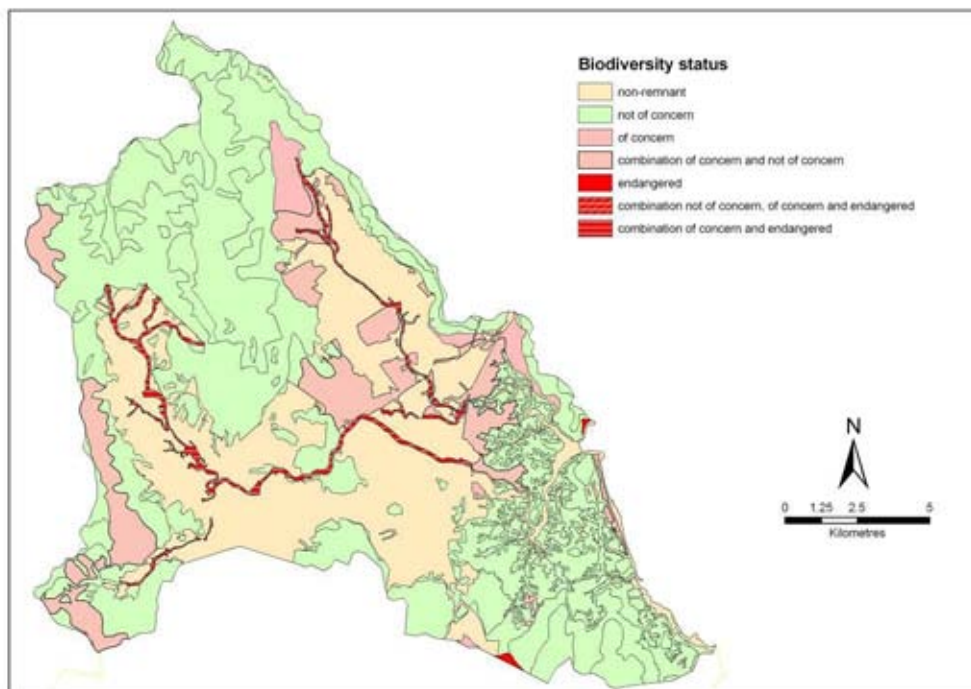 Biodiversity status
non-remnant
not of concern
of concern
combination of concern and not of concern
endangered
combination not of concern, of concern and endangered
combination of concern and endangered
N
0 1.25 2.5 5
Kilometres